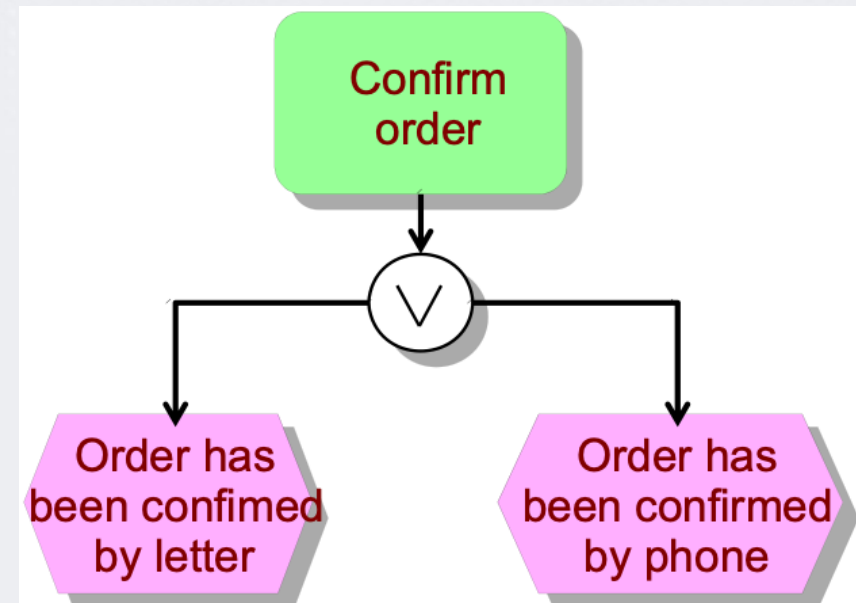 Confirm
order
V
Order has
been confimed
by letter
Order has
been confirmed
by phone